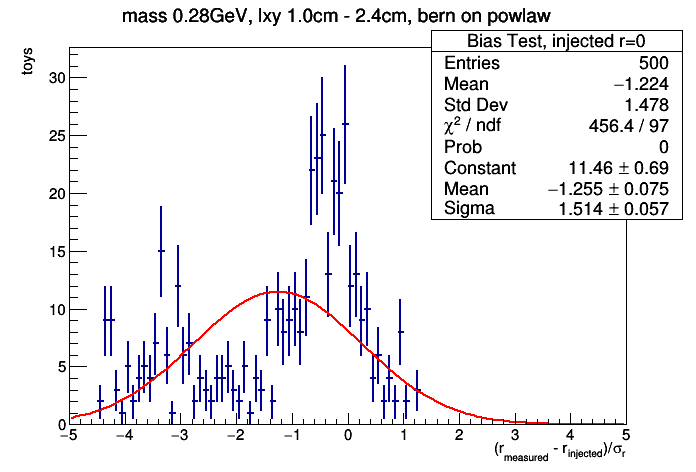 mass 0.28GeV, lxy 1.0cm - 2.4cm, bern on powlaw
toys
Bias Test, injected r=0
Entries 500
Mean −1.224
Std Dev 1.478
χ² / ndf 456.4 / 97
Prob 0
Constant 11.46 ± 0.69
Mean −1.255 ± 0.075
Sigma 1.514 ± 0.057
30
25
20
15
10
5
0
−5 −4 −3 −2 −1 0 1 2 3 4 5
(r_measured - r_injected)/σ_r